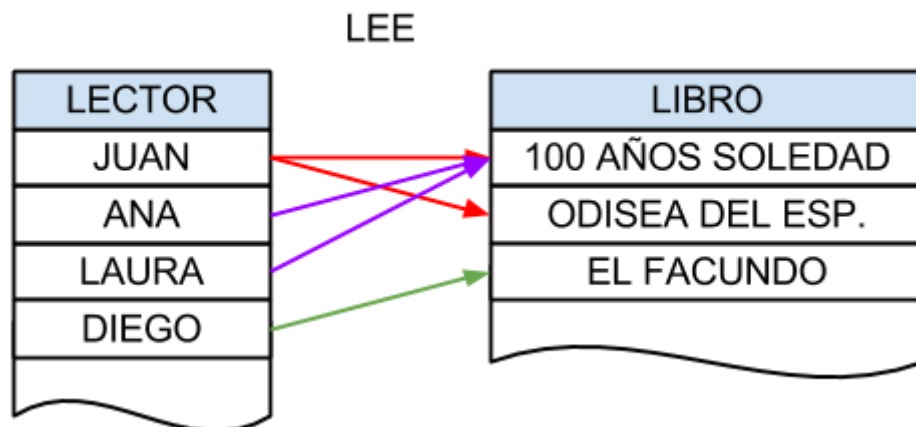 LEE
LECTOR
JUAN
ANA
LAURA
DIEGO
LIBRO
100 AÑOS SOLEDAD
ODISEA DEL ESP.
EL FACUNDO